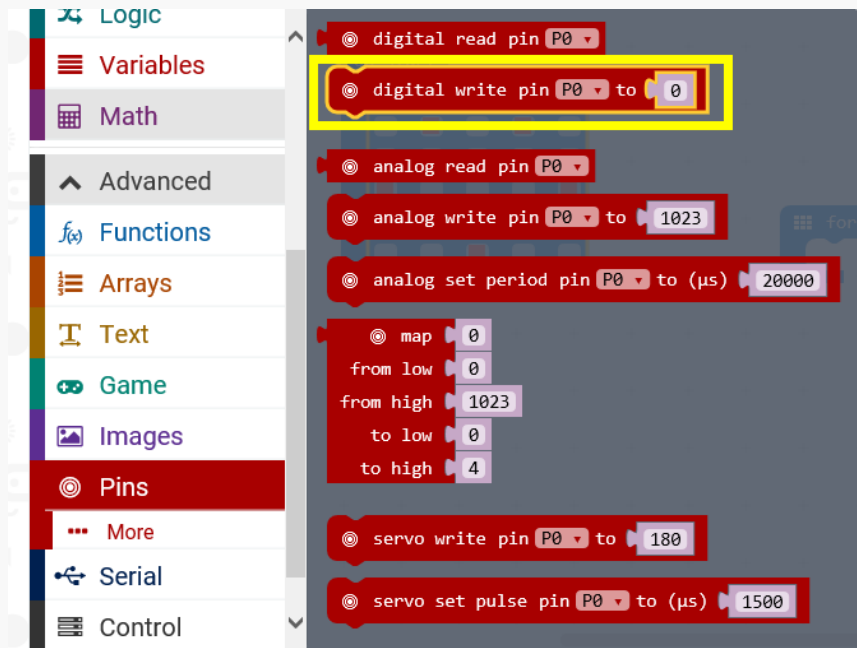 Logic
Variables
Math
Advanced
f(x) Functions
Arrays
Text
Game
Images
Pins
More
Serial
Control
digital read pin P0
digital write pin P0 to 0
analog read pin P0
analog write pin P0 to 1023
analog set period pin P0 to (µs) 20000
map 0
from low 0
from high 1023
to low 0
to high 4
servo write pin P0 to 180
servo set pulse pin P0 to (µs) 1500
for